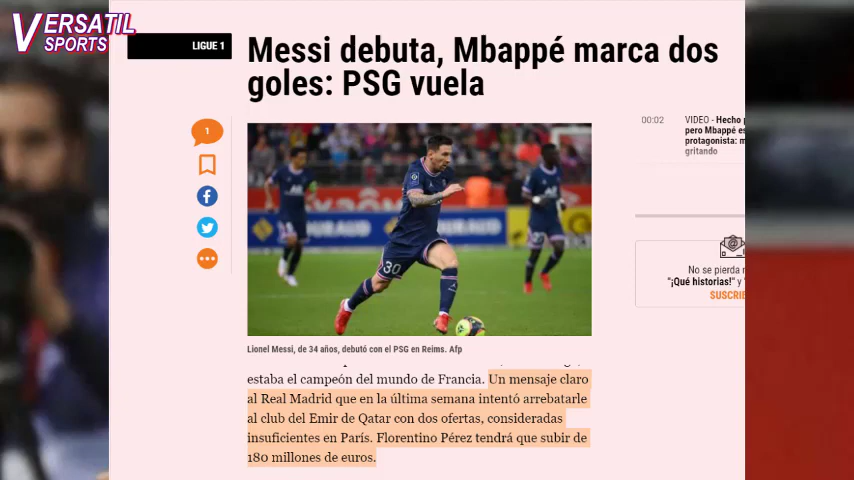 VERSATIL
SPORTS
LIGUE 1
Messi debuta, Mbappé marca dos
goles: PSG vuela
1
00:02
VIDEO - Hecho
pero Mbappé es
protagonista: m
gritando
30
No se pierda
"¡Qué historias!" y
SUSCRIB
Lionel Messi, de 34 años, debutó con el PSG en Reims. Afp
estaba el campeón del mundo de Francia. Un mensaje claro
al Real Madrid que en la última semana intentó arrebatarle
al club del Emir de Qatar con dos ofertas, consideradas
insuficientes en París. Florentino Pérez tendrá que subir de
180 millones de euros.